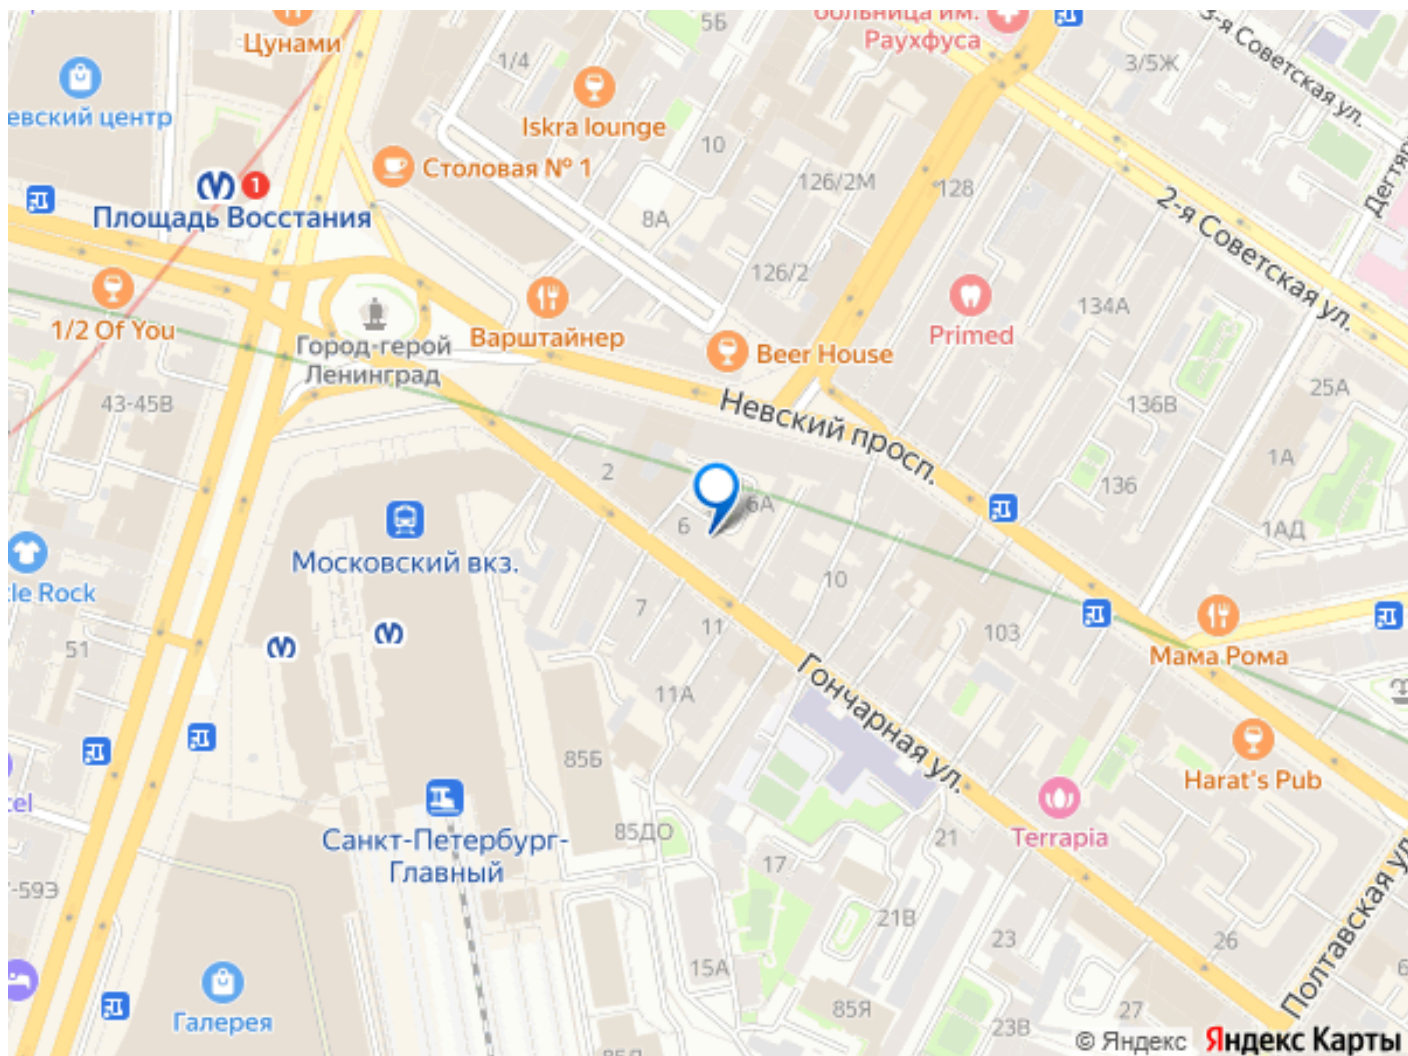 Цунами
1/4
5Б
больница им.
Раухфуса
3-я Советская ул.
3/5Ж
евский центр
Iskra lounge
Столовая № 1
10
126/2М
128
1
Площадь Восстания
8А
2-я Советская ул.
126/2
1/2 Of You
Город-герой
Ленинград
Варштайнер
Beer House
Primed
134А
43-45В
Невский просп.
136В
25А
2
136
1А
6
6А
1АД
Московский вкз.
10
7
11
103
Мама Рома
cle Rock
51
11А
Гончарная ул.
85Б
Harat's Pub
Terrapia
Санкт-Петербург-
Главный
85ДО
17
21
-59Э
21В
23
26
Полтавская ул.
15А
85Я
27
23В
Галерея
© Яндекс Яндекс Карты